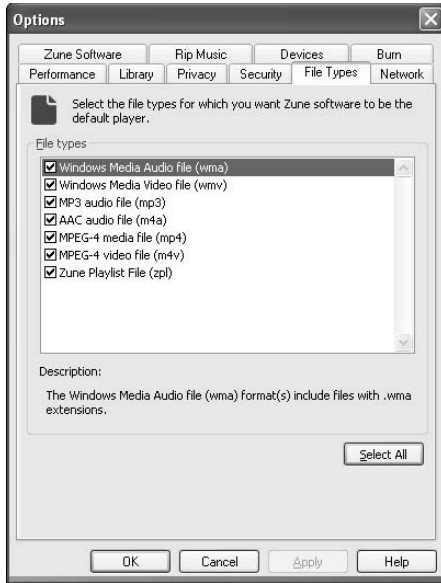 Options
Zune Software Rip Music Devices Burn
Performance Library Privacy Security File Types Network
Select the file types for which you want Zune software to be the
default player.
File types
Windows Media Audio file (wma)
Windows Media Video file (wmv)
MP3 audio file (mp3)
AAC audio file (m4a)
MPEG-4 media file (mp4)
MPEG-4 video file (m4v)
Zune Playlist File (zpl)
Description:
The Windows Media Audio file (wma) format(s) include files with .wma
extensions.
Select All
OK Cancel Apply Help